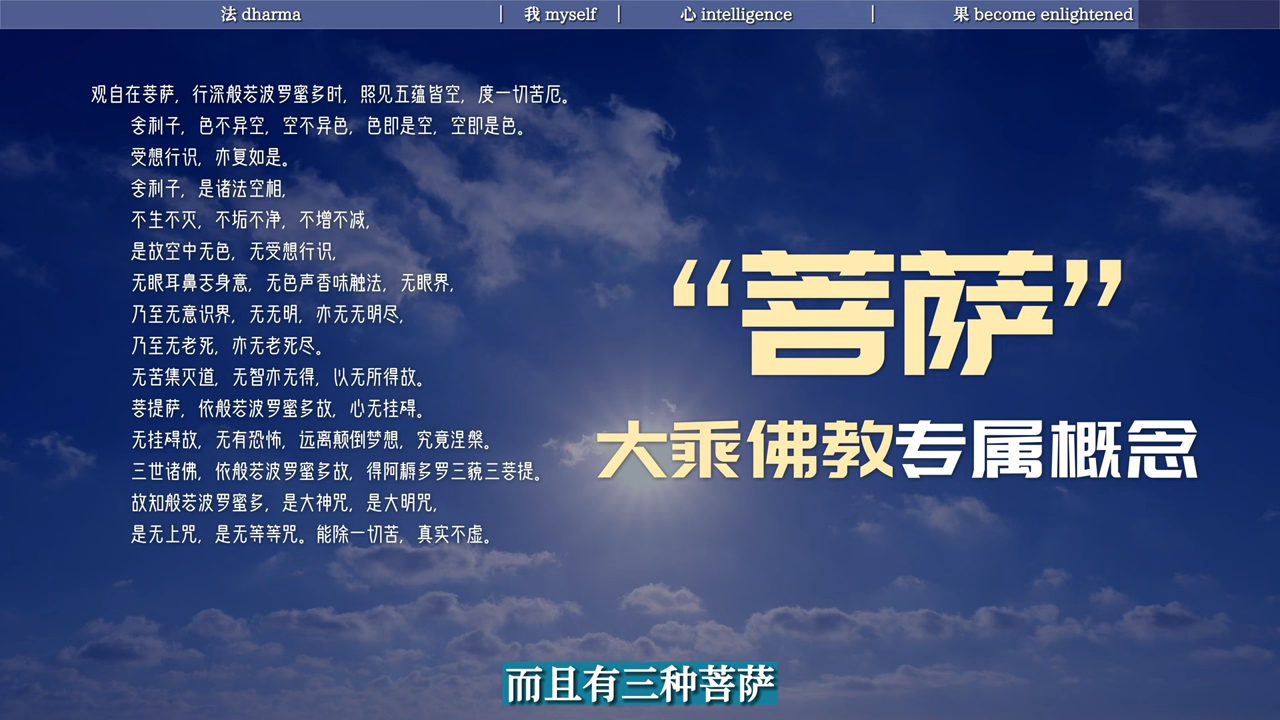 法 dharma | 我 myself | 心 intelligence | 果 become enlightened
观自在菩萨，行深般若波罗蜜多时，照见五蕴皆空，度一切苦厄。
舍利子，色不异空，空不异色，色即是空，空即是色。
受想行识，亦复如是。
舍利子，是诸法空相，
不生不灭，不垢不净，不增不减，
是故空中无色，无受想行识，
无眼耳鼻舌身意，无色声香味触法，无眼界，
乃至无意识界，无无明，亦无无明尽，
乃至无老死，亦无老死尽。
无苦集灭道，无智亦无得，以无所得故。
菩提萨，依般若波罗蜜多故，心无挂碍。
无挂碍故，无有恐怖，远离颠倒梦想，究竟涅槃。
三世诸佛，依般若波罗蜜多故，得阿耨多罗三藐三菩提。
故知般若波罗蜜多，是大神咒，是大明咒，
是无上咒，是无等等咒。能除一切苦，真实不虚。
“菩萨”
大乘佛教专属概念
而且有三种菩萨